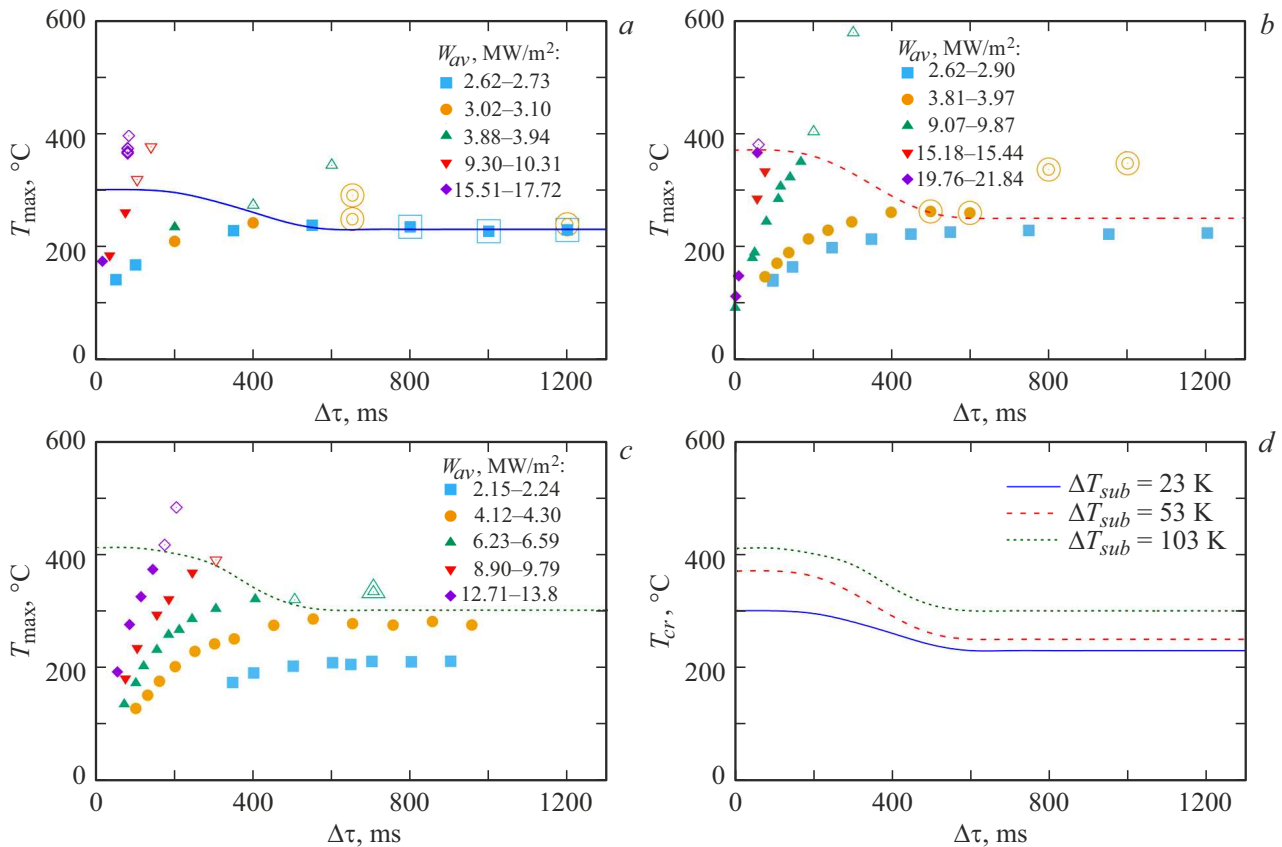 600
400
200
0
T_max, °C
a
W_av, MW/m²:
2.62–2.73
3.02–3.10
3.88–3.94
9.30–10.31
15.51–17.72
0 400 800 1200
Δτ, ms
600
400
200
0
T_max, °C
b
W_av, MW/m²:
2.62–2.90
3.81–3.97
9.07–9.87
15.18–15.44
19.76–21.84
0 400 800 1200
Δτ, ms
600
400
200
0
T_max, °C
c
W_av, MW/m²:
2.15–2.24
4.12–4.30
6.23–6.59
8.90–9.79
12.71–13.8
0 400 800 1200
Δτ, ms
600
400
200
0
T_cr, °C
d
ΔT_sub = 23 K
ΔT_sub = 53 K
ΔT_sub = 103 K
0 400 800 1200
Δτ, ms